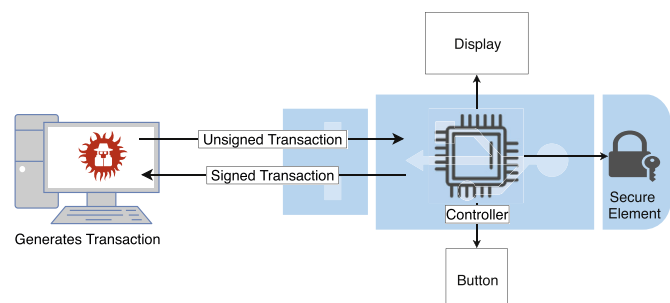 Display
Unsigned Transaction
Signed Transaction
Generates Transaction
Controller
Secure
Element
Button